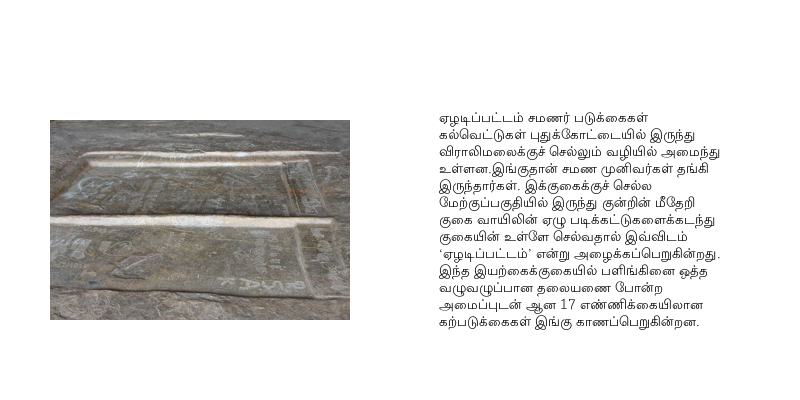 ஏழடிப்பட்டம் சமணர் படுக்கைகள்
கல்வெட்டுகள் புதுக்கோட்டையில் இருந்து
விராலிமலைக்குச் செல்லும் வழியில் அமைந்து
உள்ளன.இங்குதான் சமண முனிவர்கள் தங்கி
இருந்தார்கள். இக்குகைக்குச் செல்ல
மேற்குப்பகுதியில் இருந்து குன்றின் மீதேறி
குகை வாயிலின் ஏழு படிக்கட்டுகளைக்கடந்து
குகையின் உள்ளே செல்வதால் இவ்விடம்
‘ஏழடிப்பட்டம்’ என்று அழைக்கப்பெறுகின்றது.
இந்த இயற்கைக்குகையில் பளிங்கினை ஒத்த
வழுவழுப்பான தலையணை போன்ற
அமைப்புடன் ஆன 17 எண்ணிக்கையிலான
கற்படுக்கைகள் இங்கு காணப்பெறுகின்றன.